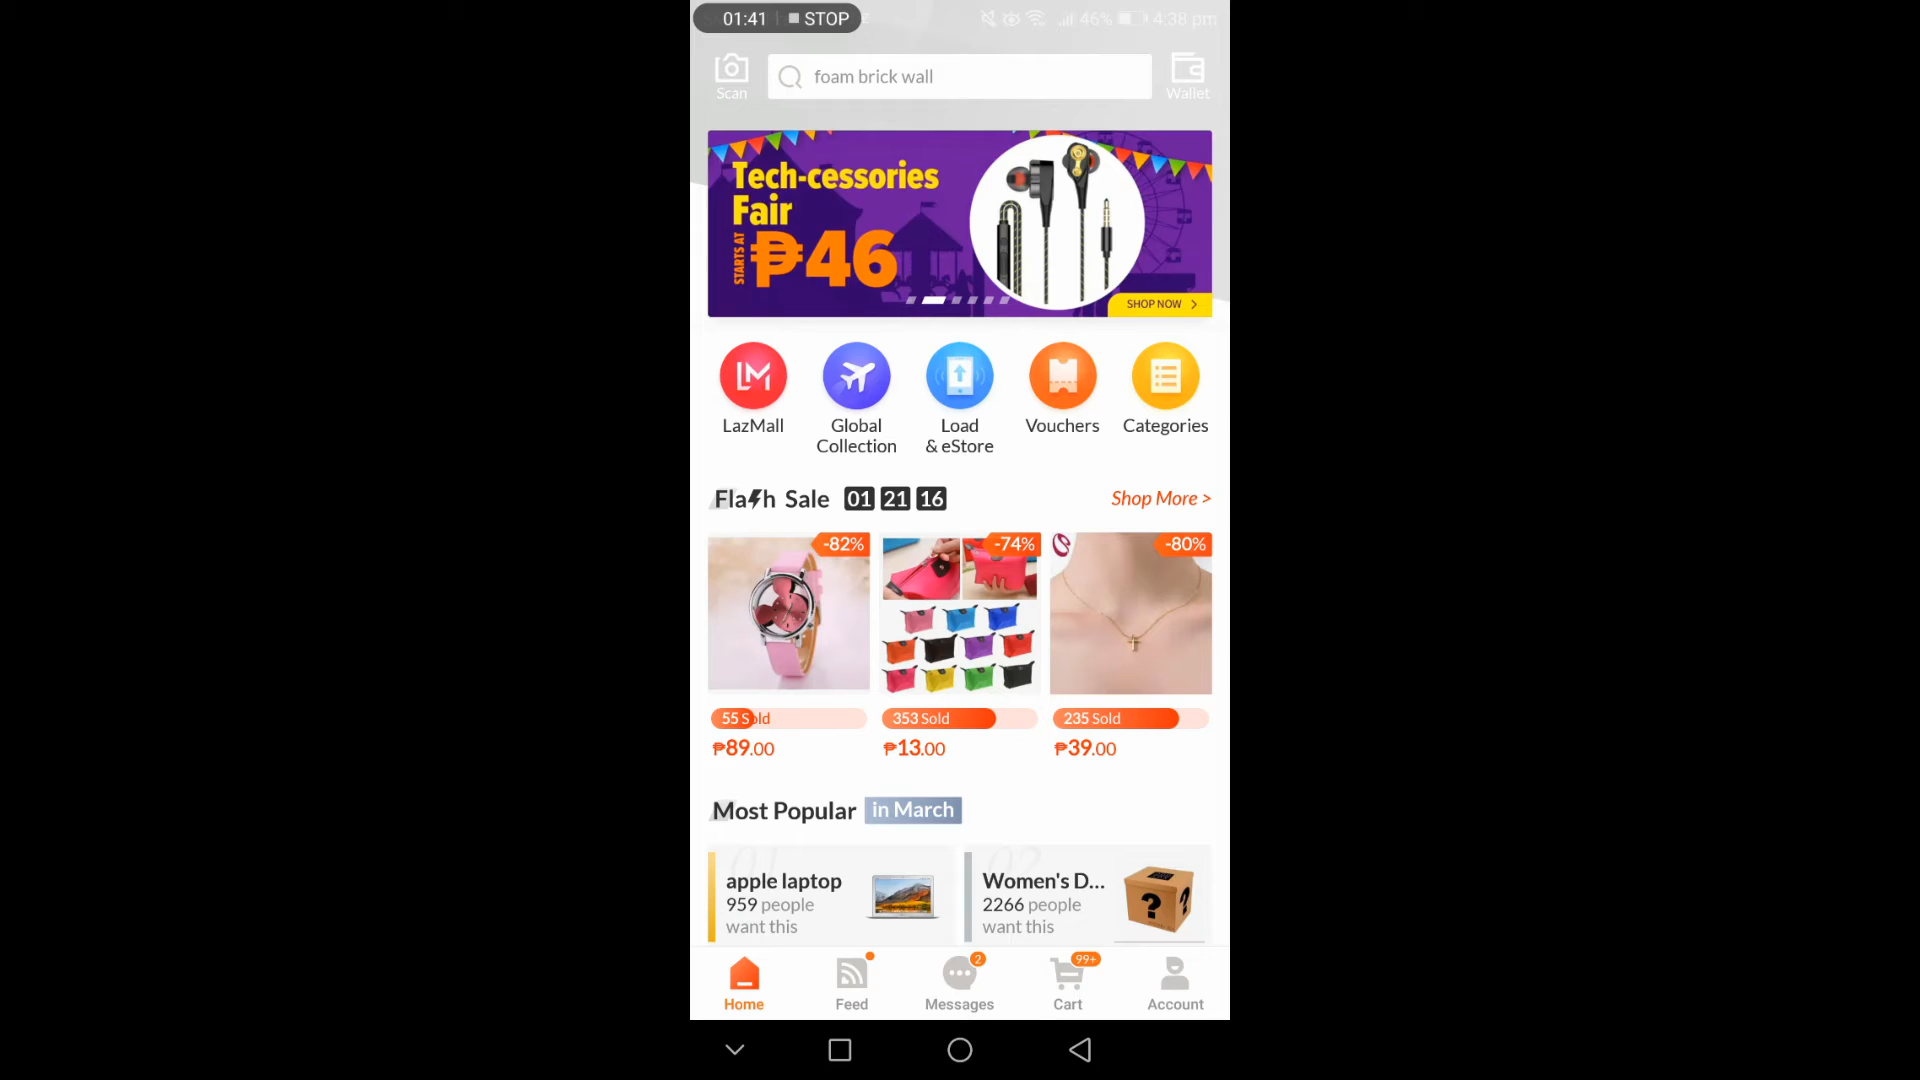 01:41 STOP
46% 4:38 pm
Scan
foam brick wall
Wallet
Tech-cessories
Fair
STARTS AT
₱46
SHOP NOW >
LM
LazMall
Global
Collection
Load
& eStore
Vouchers
Categories
Flash Sale 01 21 16
Shop More >
-82%
-74%
-80%
55 Sold
353 Sold
235 Sold
₱89.00
₱13.00
₱39.00
Most Popular in March
01
apple laptop
959 people
want this
02
Women's D...
2266 people
want this
? ?
2
99+
Home
Feed
Messages
Cart
Account